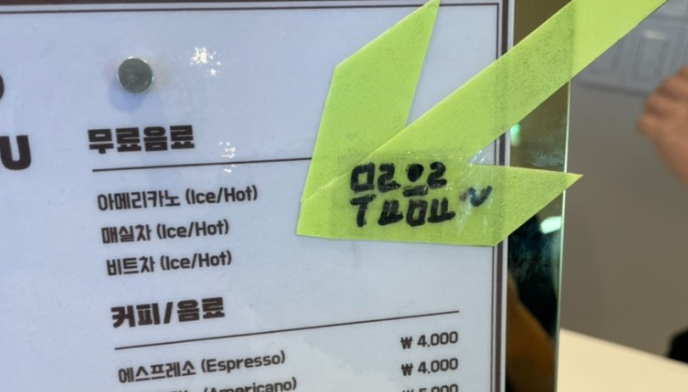 U
무료음료
아메리카노 (Ice/Hot)
매실차 (Ice/Hot)
비트차 (Ice/Hot)
무료음료~
커피/음료
에스프레소 (Espresso) ₩ 4,000
(Americano) ₩ 4,000